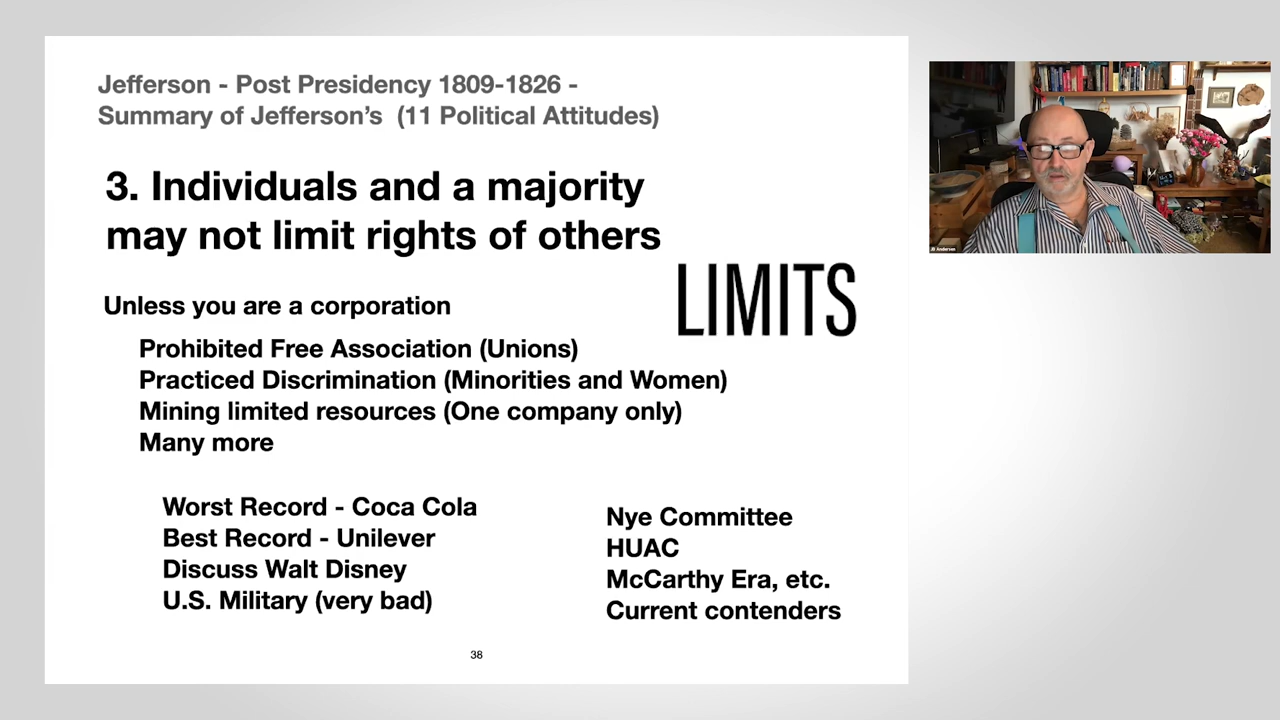 Jefferson - Post Presidency 1809-1826 -
Summary of Jefferson’s (11 Political Attitudes)
3. Individuals and a majority
may not limit rights of others
LIMITS
Unless you are a corporation
Prohibited Free Association (Unions)
Practiced Discrimination (Minorities and Women)
Mining limited resources (One company only)
Many more
Worst Record - Coca Cola
Best Record - Unilever
Discuss Walt Disney
U.S. Military (very bad)
Nye Committee
HUAC
McCarthy Era, etc.
Current contenders
38